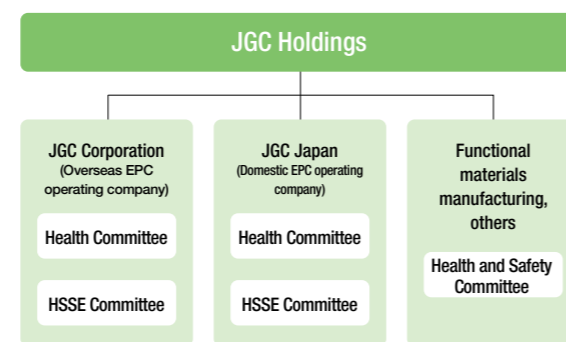 JGC Holdings
JGC Corporation
(Overseas EPC
operating company)
Health Committee
HSSE Committee
JGC Japan
(Domestic EPC operating
company)
Health Committee
HSSE Committee
Functional
materials
manufacturing,
others
Health and Safety
Committee